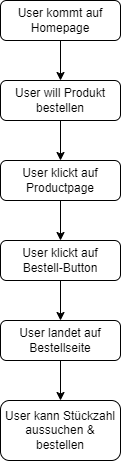 User kommt auf
Homepage
User will Produkt
bestellen
User klickt auf
Productpage
User klickt auf
Bestell-Button
User landet auf
Bestellseite
User kann Stückzahl
aussuchen &
bestellen